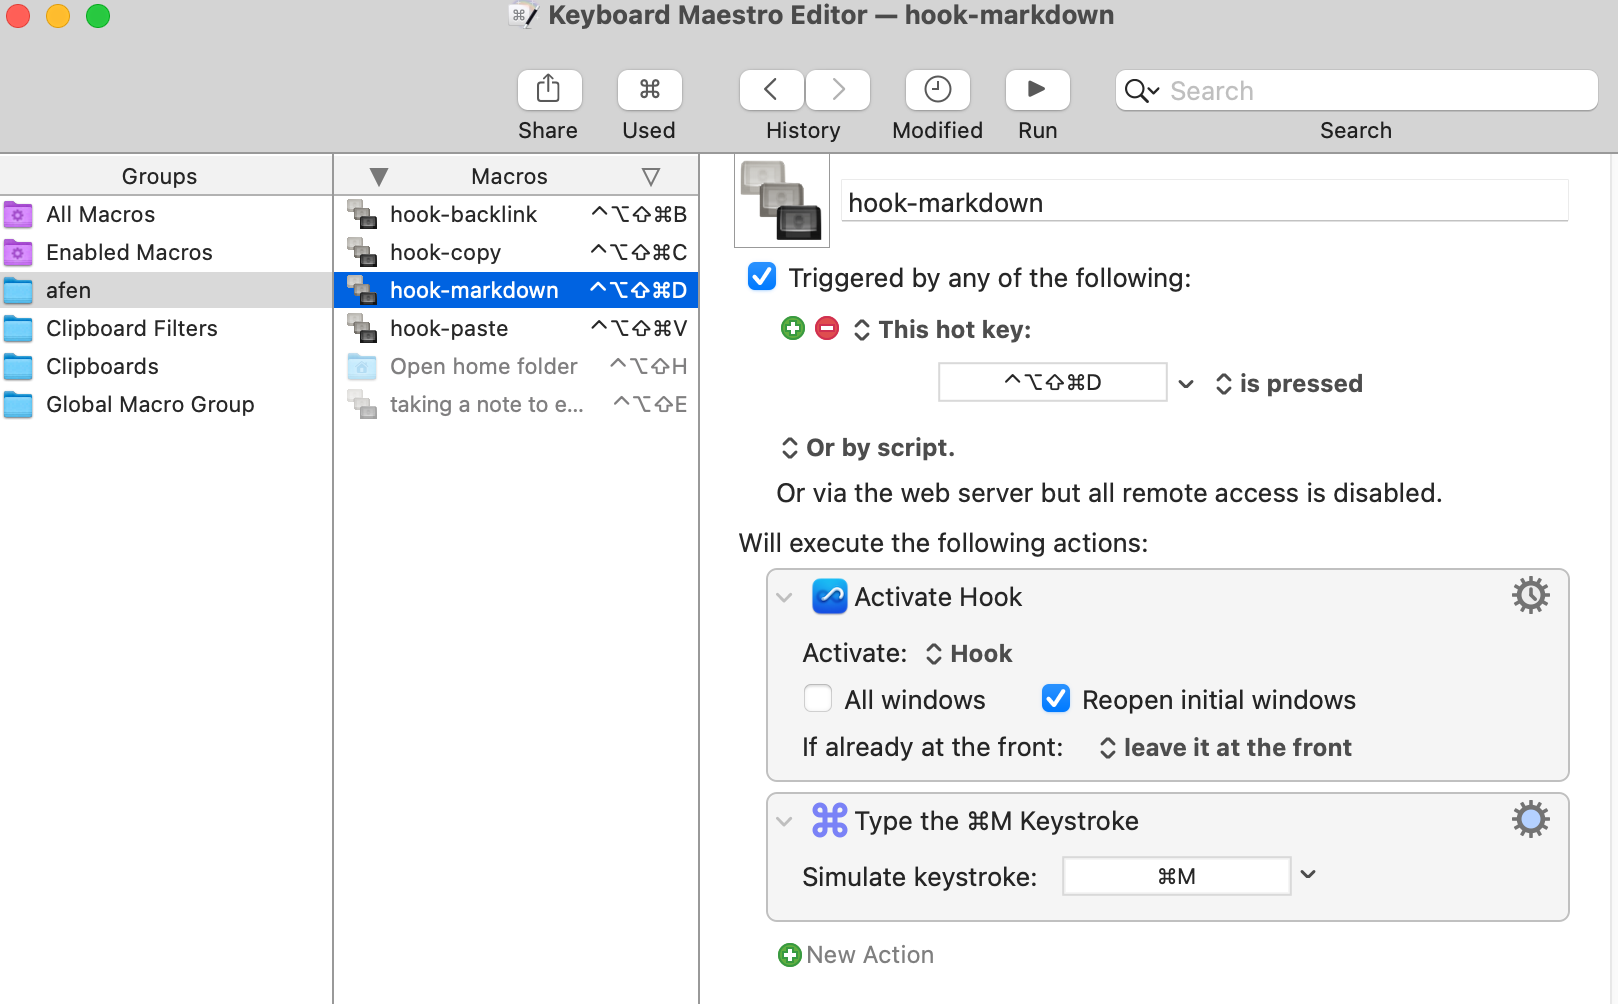 Keyboard Maestro Editor — hook-markdown
Share
Used
History
Modified
Run
Search
Search
Groups
All Macros
Enabled Macros
afen
Clipboard Filters
Clipboards
Global Macro Group
Macros
hook-backlink ⌃⌥⇧⌘B
hook-copy ⌃⌥⇧⌘C
hook-markdown ⌃⌥⇧⌘D
hook-paste ⌃⌥⇧⌘V
Open home folder ⌃⌥⇧H
taking a note to e... ⌃⌥⇧E
hook-markdown
Triggered by any of the following:
This hot key:
⌃⌥⇧⌘D is pressed
Or by script.
Or via the web server but all remote access is disabled.
Will execute the following actions:
Activate Hook
Activate: Hook
All windows Reopen initial windows
If already at the front: leave it at the front
Type the ⌘M Keystroke
Simulate keystroke: ⌘M
New Action